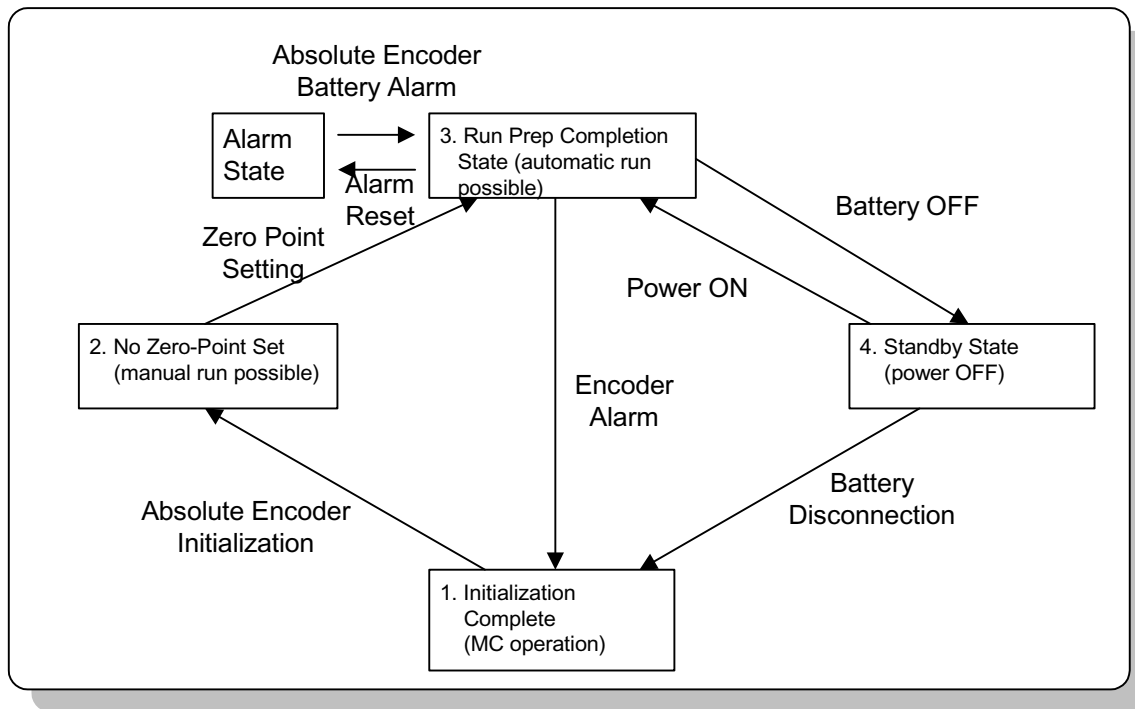 Absolute Encoder
Battery Alarm
Alarm
State
3. Run Prep Completion
State (automatic run
possible)
Alarm
Reset
Battery OFF
Zero Point
Setting
Power ON
2. No Zero-Point Set
(manual run possible)
4. Standby State
(power OFF)
Encoder
Alarm
Absolute Encoder
Initialization
Battery
Disconnection
1. Initialization
Complete
(MC operation)